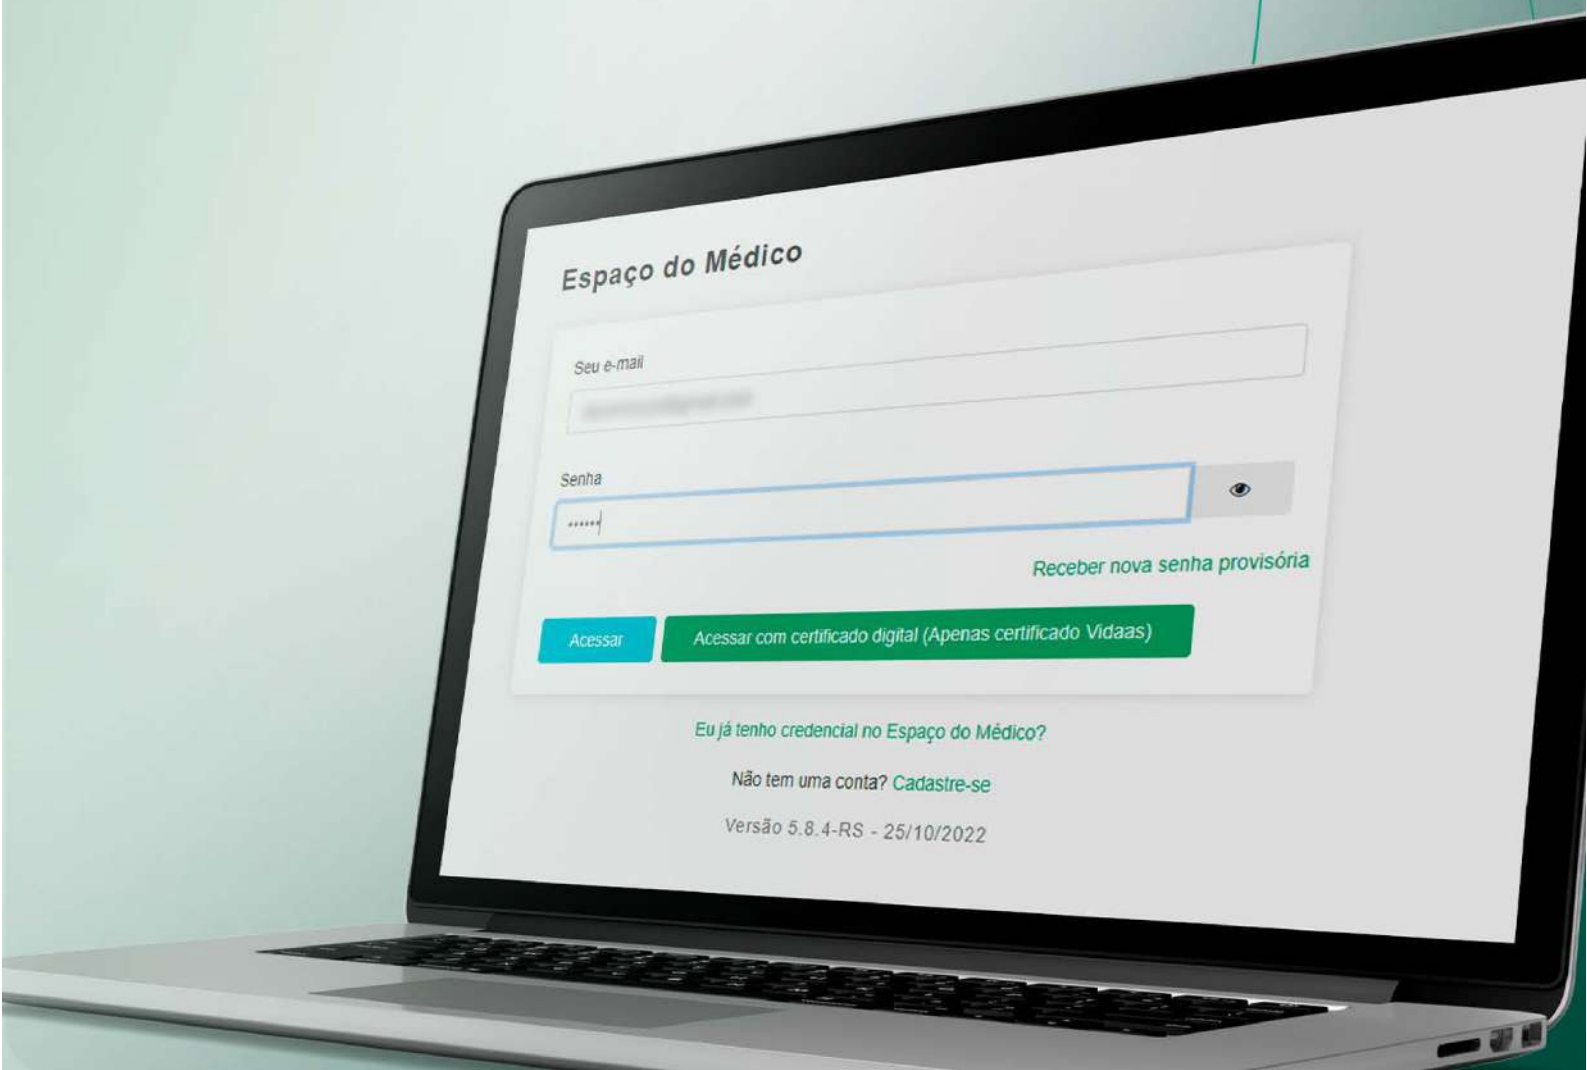 Espaço do Médico
Seu e-mail
Senha
••••••
Receber nova senha provisória
Acessar
Acessar com certificado digital (Apenas certificado Vidaas)
Eu já tenho credencial no Espaço do Médico?
Não tem uma conta? Cadastre-se
Versão 5.8.4-RS - 25/10/2022